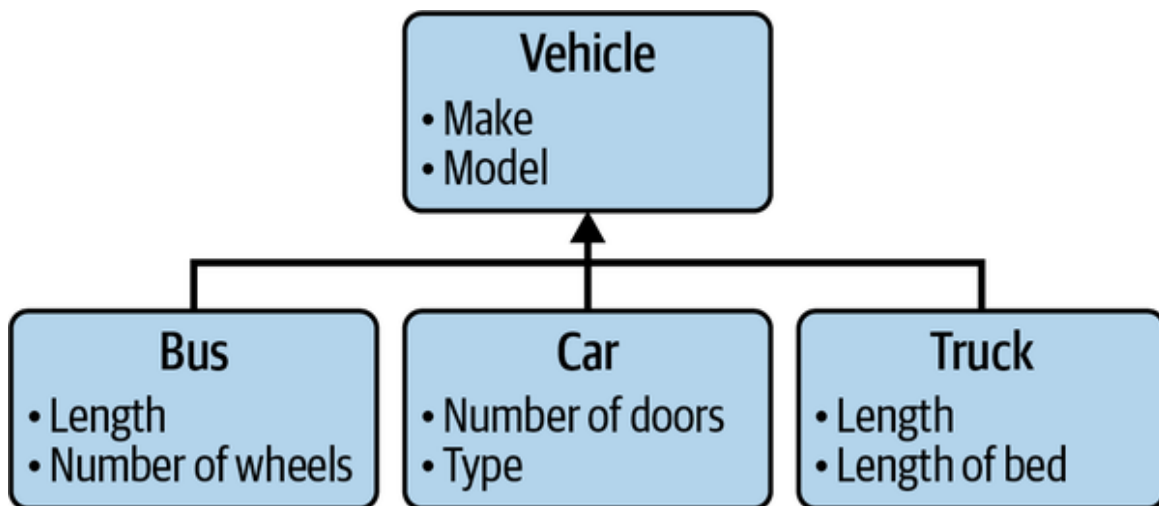 Vehicle
• Make
• Model
Bus
• Length
• Number of wheels
Car
• Number of doors
• Type
Truck
• Length
• Length of bed